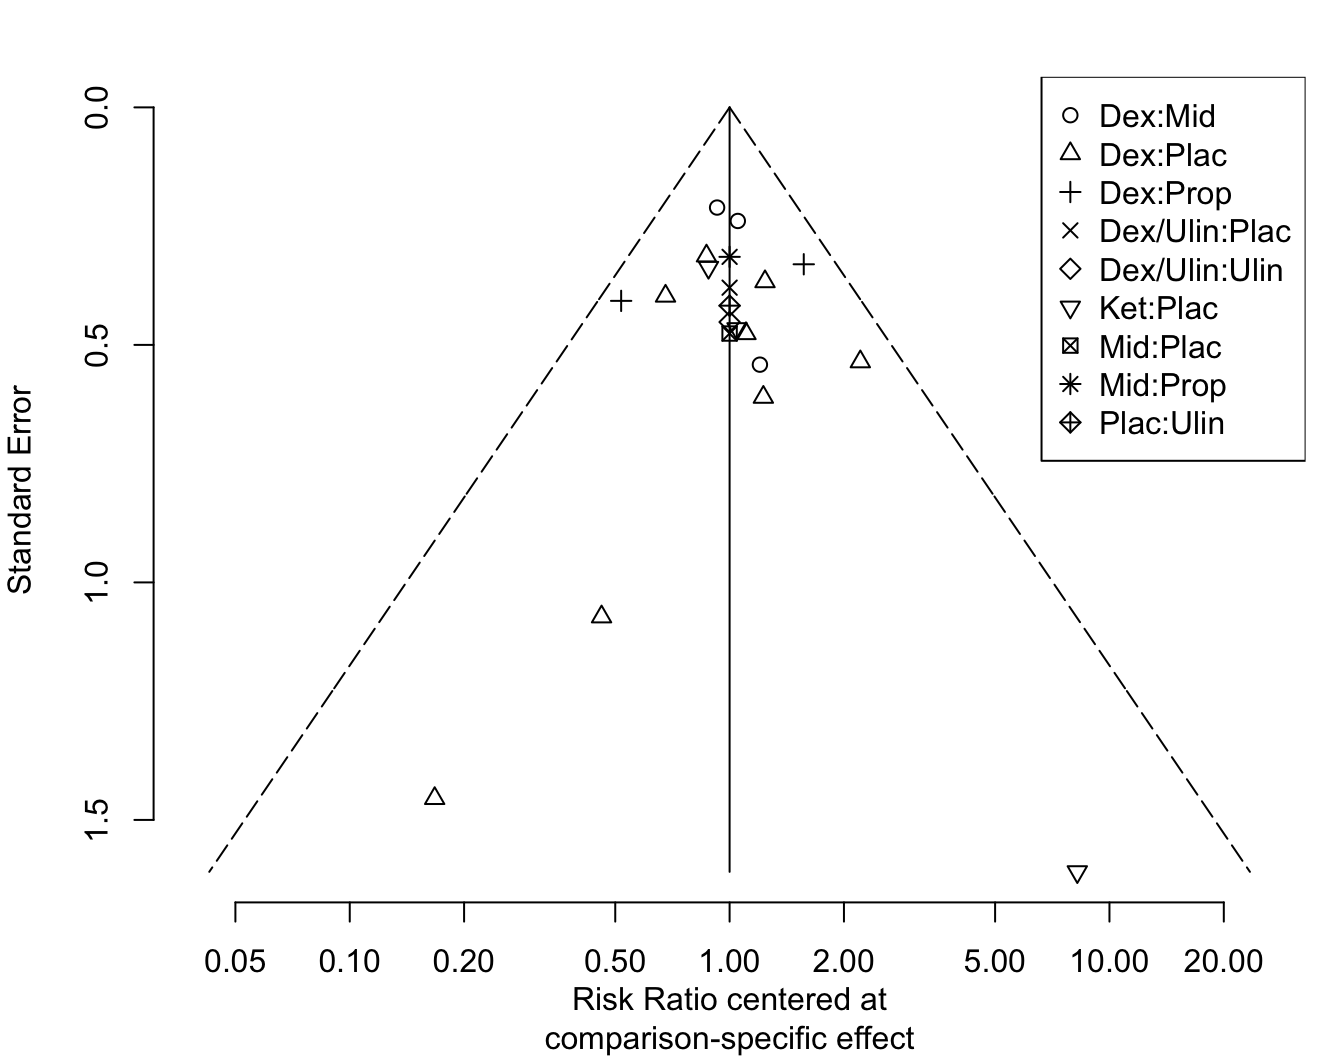 0.0
0.5
1.0
1.5
Standard Error
Dex:Mid
Dex:Plac
Dex:Prop
Dex/Ulin:Plac
Dex/Ulin:Ulin
Ket:Plac
Mid:Plac
Mid:Prop
Plac:Ulin
0.05 0.10 0.20 0.50 1.00 2.00 5.00 10.00 20.00
Risk Ratio centered at
comparison-specific effect